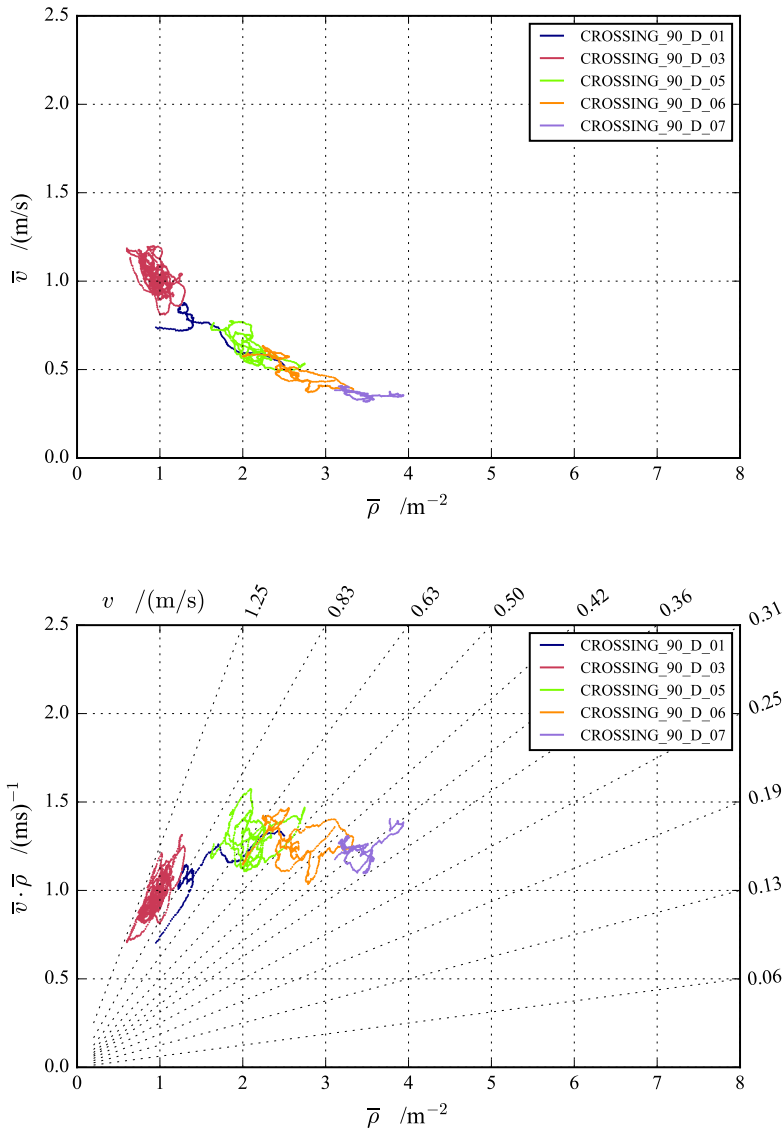 2.5
2.0
1.5
1.0
0.5
0.0
v̅ /(m/s)
CROSSING_90_D_01
CROSSING_90_D_03
CROSSING_90_D_05
CROSSING_90_D_06
CROSSING_90_D_07
0 1 2 3 4 5 6 7 8
ρ̅ /m⁻²
v /(m/s) 1.25 0.83 0.63 0.50 0.42 0.36 0.31
0.25
0.19
0.13
0.06
2.5
2.0
1.5
1.0
0.5
0.0
v̅·ρ̅ /(ms)⁻¹
CROSSING_90_D_01
CROSSING_90_D_03
CROSSING_90_D_05
CROSSING_90_D_06
CROSSING_90_D_07
0 1 2 3 4 5 6 7 8
ρ̅ /m⁻²